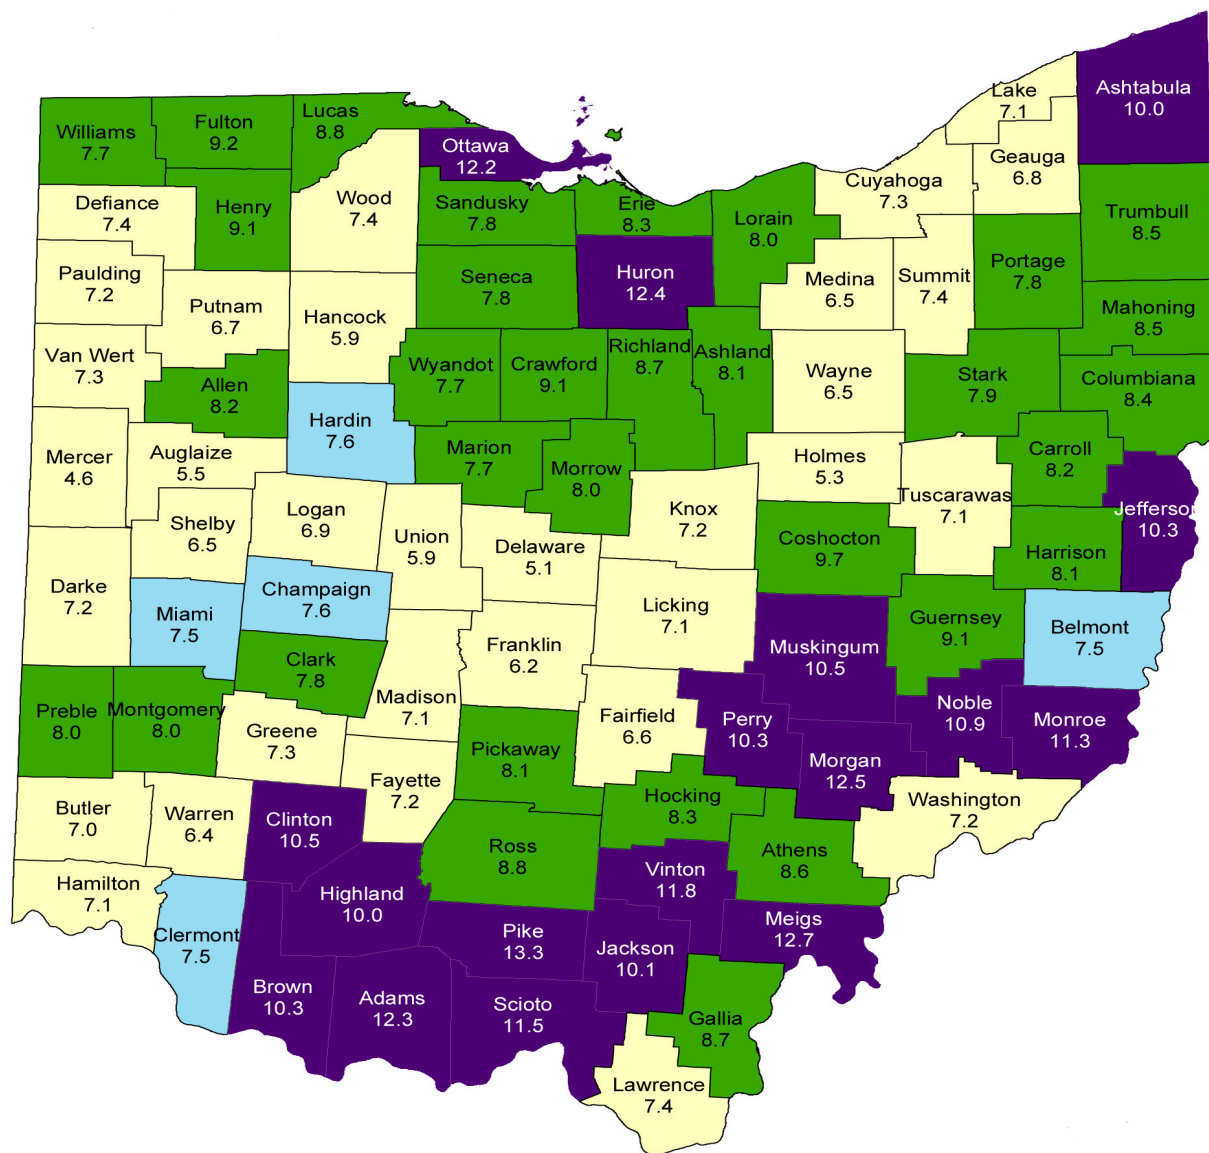 Ashtabula
10.0
Lake
7.1
Lucas
8.8
Fulton
9.2
Williams
7.7
Ottawa
12.2
Geauga
6.8
Cuyahoga
7.3
Wood
7.4
Defiance
7.4
Henry
9.1
Sandusky
7.8
Erie
8.3
Lorain
8.0
Trumbull
8.5
Paulding
7.2
Seneca
7.8
Huron
12.4
Medina
6.5
Summit
7.4
Portage
7.8
Putnam
6.7
Hancock
5.9
Mahoning
8.5
Van Wert
7.3
Allen
8.2
Wyandot
7.7
Crawford
9.1
Richland
8.7
Ashland
8.1
Wayne
6.5
Stark
7.9
Columbiana
8.4
Hardin
7.6
Mercer
4.6
Auglaize
5.5
Marion
7.7
Morrow
8.0
Holmes
5.3
Carroll
8.2
Tuscarawas
7.1
Jefferson
10.3
Logan
6.9
Shelby
6.5
Union
5.9
Delaware
5.1
Knox
7.2
Coshocton
9.7
Harrison
8.1
Darke
7.2
Miami
7.5
Champaign
7.6
Licking
7.1
Guernsey
9.1
Belmont
7.5
Franklin
6.2
Muskingum
10.5
Clark
7.8
Madison
7.1
Preble
8.0
Montgomery
8.0
Greene
7.3
Fairfield
6.6
Perry
10.3
Noble
10.9
Monroe
11.3
Pickaway
8.1
Morgan
12.5
Fayette
7.2
Hocking
8.3
Washington
7.2
Butler
7.0
Warren
6.4
Clinton
10.5
Ross
8.8
Athens
8.6
Vinton
11.8
Hamilton
7.1
Highland
10.0
Meigs
12.7
Clermont
7.5
Pike
13.3
Jackson
10.1
Brown
10.3
Adams
12.3
Scioto
11.5
Gallia
8.7
Lawrence
7.4